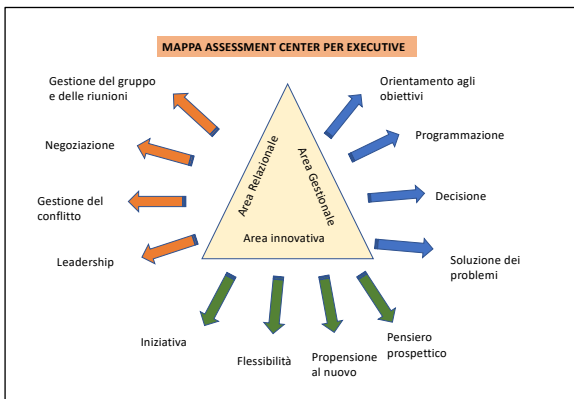 MAPPA ASSESSMENT CENTER PER EXECUTIVE
Gestione del gruppo
e delle riunioni
Negoziazione
Gestione del
conflitto
Leadership
Area Relazionale
Area Gestionale
Area innovativa
Orientamento agli
obiettivi
Programmazione
Decisione
Soluzione dei
problemi
Iniziativa
Flessibilità
Propensione
al nuovo
Pensiero
prospettico